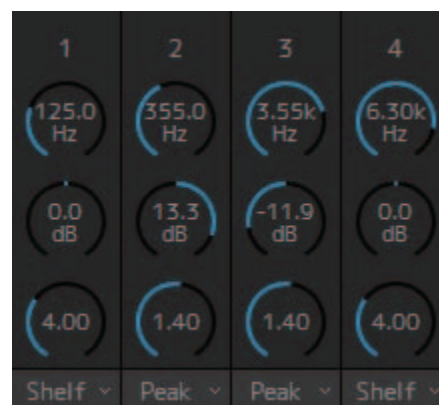 1 2 3 4
125.0 355.0 3.55k 6.30k
Hz Hz Hz Hz
0.0 13.3 -11.9 0.0
dB dB dB dB
4.00 1.40 1.40 4.00
Shelf Peak Peak Shelf